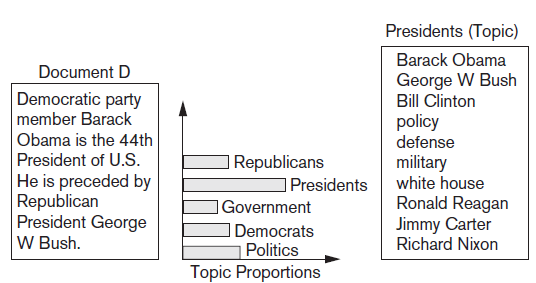 Document D
Democratic party
member Barack
Obama is the 44th
President of U.S.
He is preceded by
Republican
President George
W Bush.
Republicans
Presidents
Government
Democrats
Politics
Topic Proportions
Presidents (Topic)
Barack Obama
George W Bush
Bill Clinton
policy
defense
military
white house
Ronald Reagan
Jimmy Carter
Richard Nixon